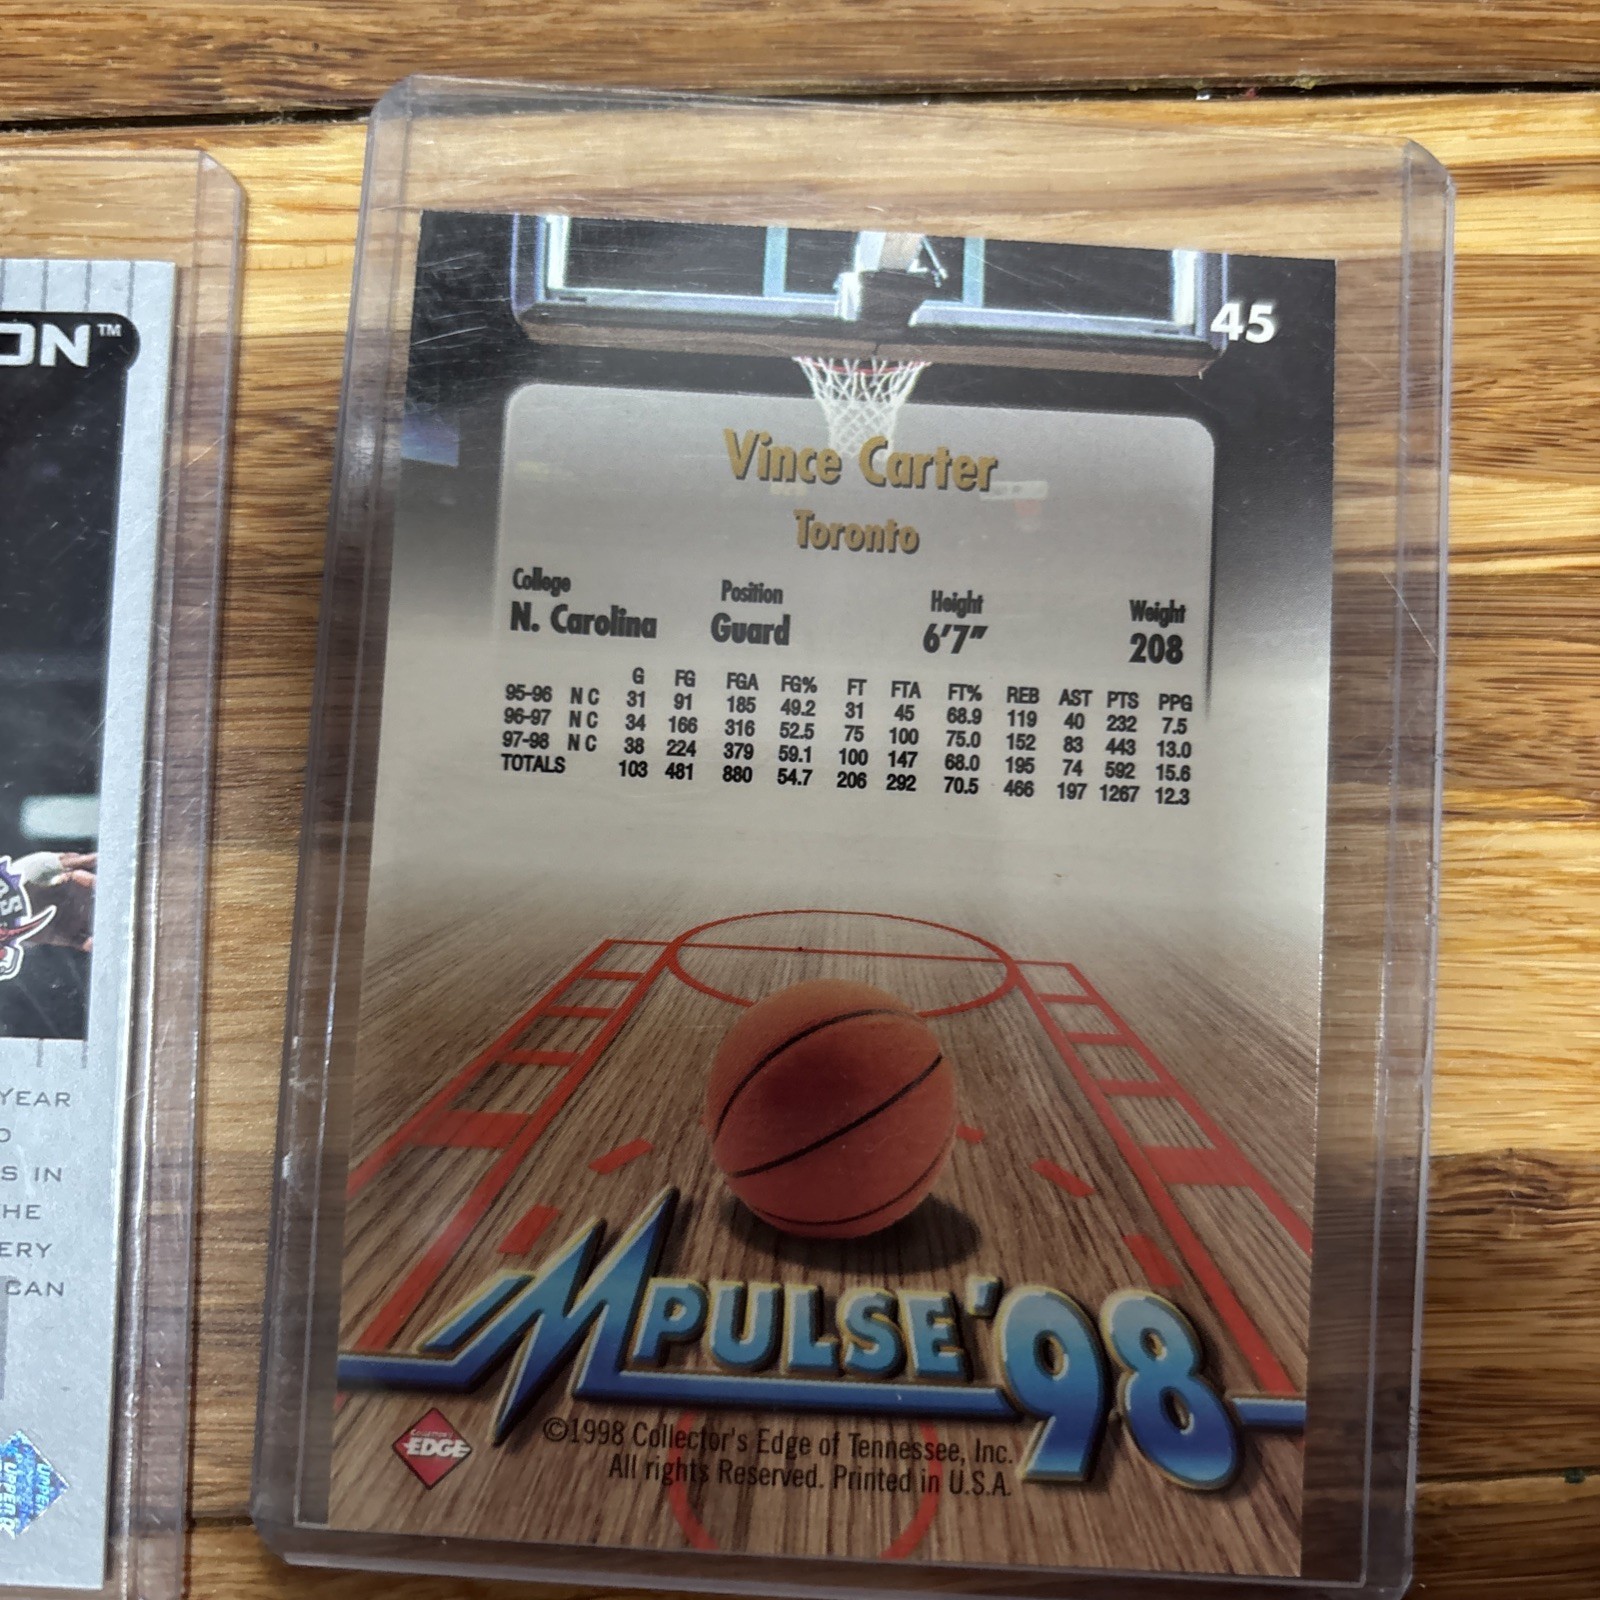 ON™
YEAR
S IN
HE
ERY
CAN
UPPER
45
Vince Carter
Toronto
College Position Height Weight
N. Carolina Guard 6'7" 208
G FG FGA FG% FT FTA FT% REB AST PTS PPG
95-96 N C 31 91 185 49.2 31 45 68.9 119 40 232 7.5
96-97 N C 34 166 316 52.5 75 100 75.0 152 83 443 13.0
97-98 N C 38 224 379 59.1 100 147 68.0 195 74 592 15.6
TOTALS 103 481 880 54.7 206 292 70.5 466 197 1267 12.3
MPULSE '98
COLLECTOR'S
EDGE
©1998 Collector's Edge of Tennessee, Inc.
All rights Reserved. Printed in U.S.A.